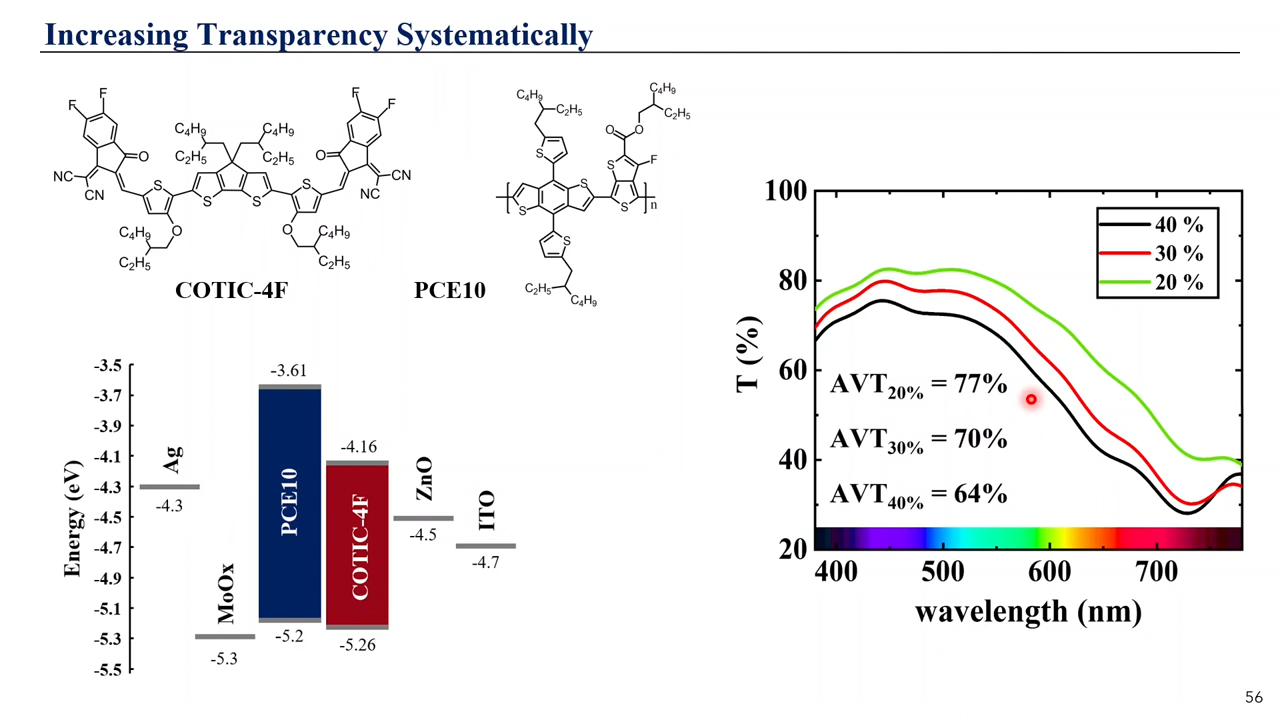 Increasing Transparency Systematically
F
F
O
NC
CN
S
C₄H₉
C₂H₅
O
C₄H₉
C₂H₅
C₄H₉
C₂H₅
S
S
S
O
C₄H₉
C₂H₅
O
F
F
CN
NC
COTIC-4F
C₄H₉
C₂H₅
S
S
S
S
C₂H₅
C₄H₉
O
O
C₄H₉
C₂H₅
S
F
S
n
PCE10
Energy (eV)
-3.5
-3.7
-3.9
-4.1
-4.3
-4.5
-4.7
-4.9
-5.1
-5.3
-5.5
Ag
-4.3
MoOx
-5.3
-3.61
PCE10
-5.2
-4.16
COTIC-4F
-5.26
ZnO
-4.5
ITO
-4.7
T (%)
100
80
60
40
20
40 %
30 %
20 %
AVT20% = 77%
AVT30% = 70%
AVT40% = 64%
400 500 600 700
wavelength (nm)
56